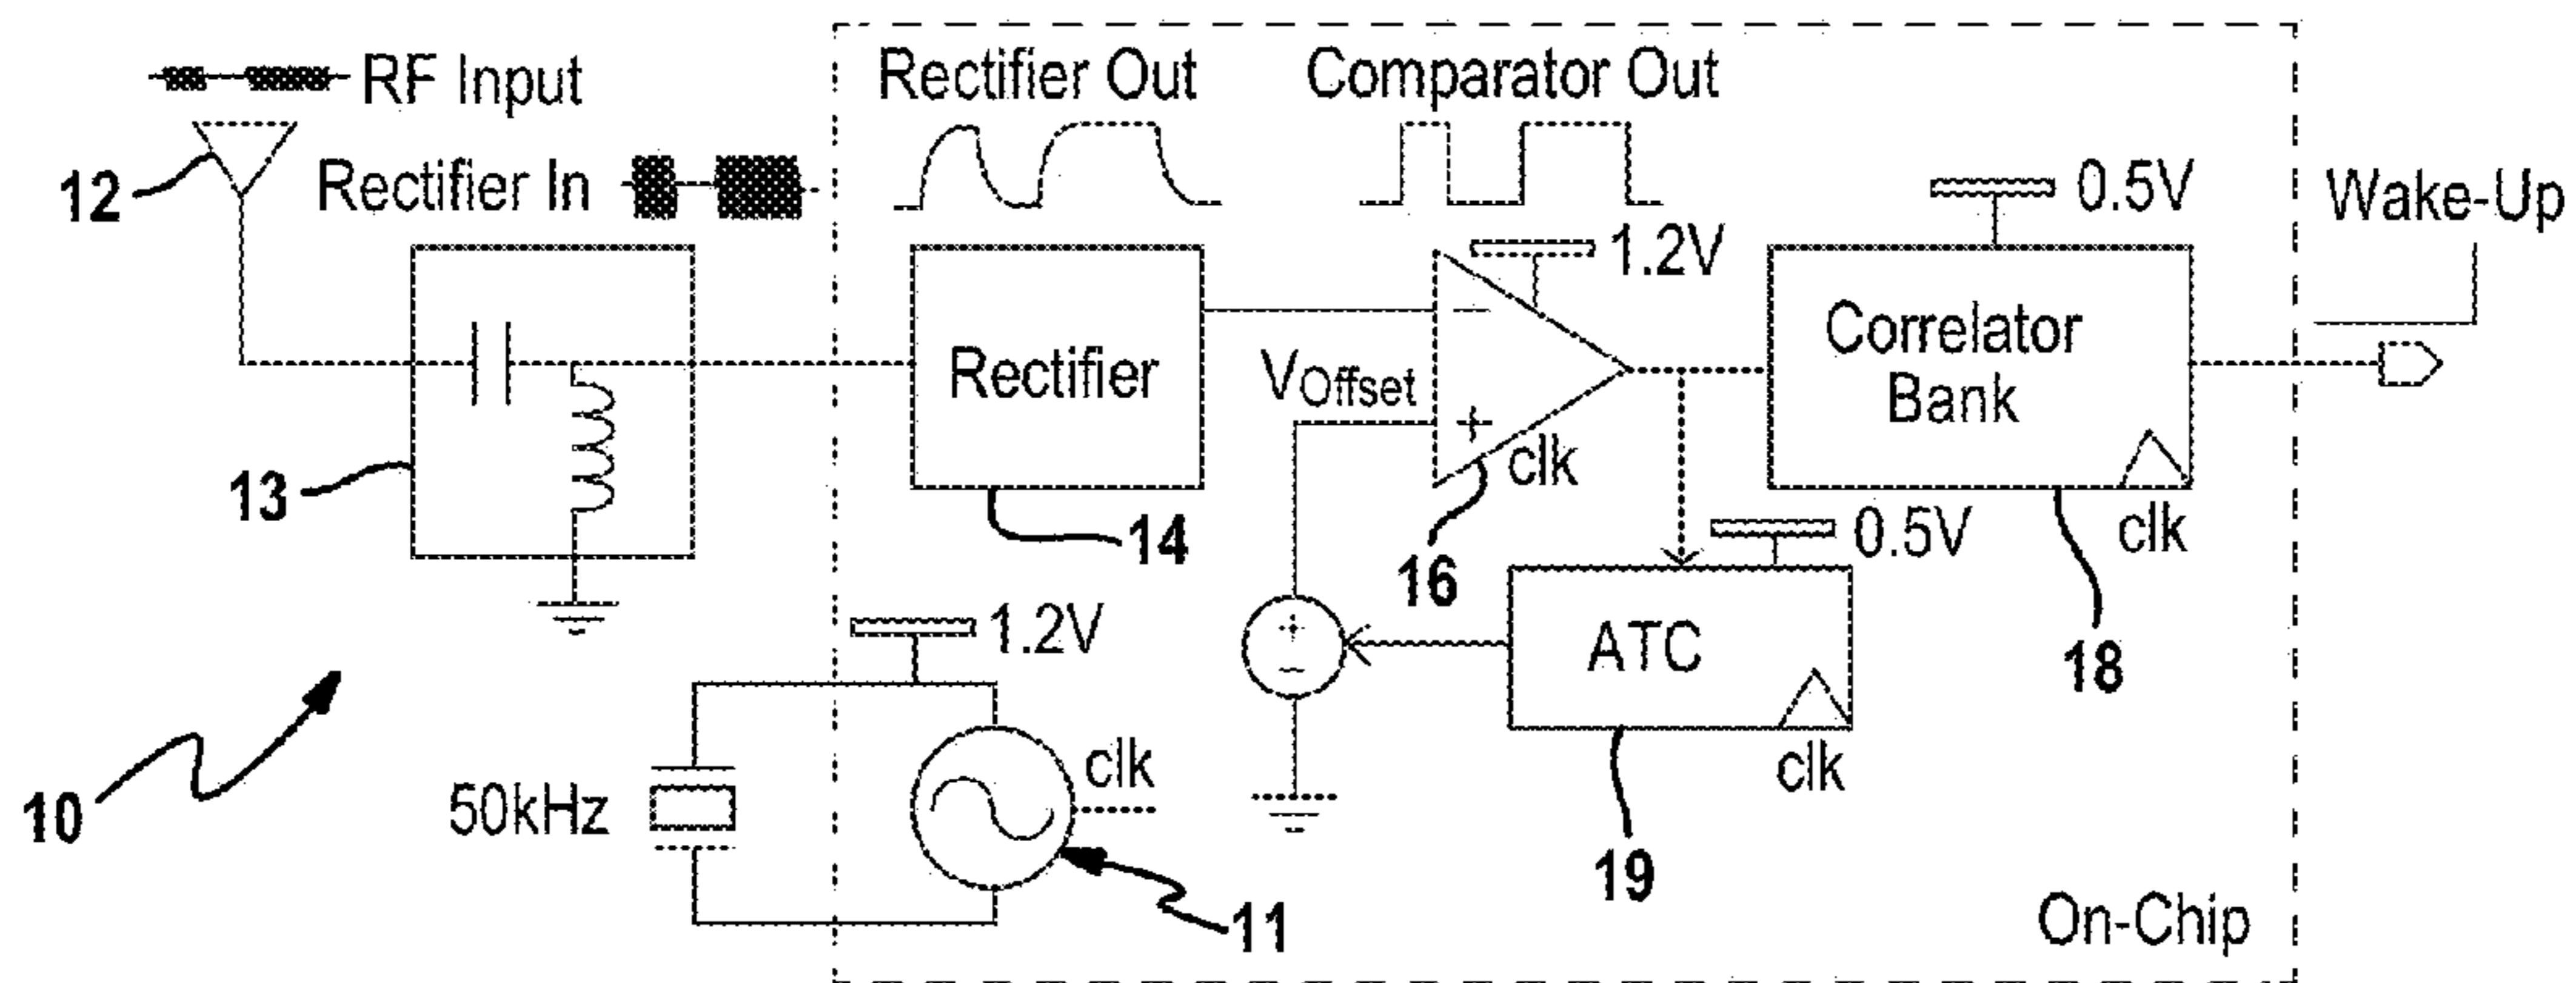 RF Input
Rectifier Out
Comparator Out
12
Rectifier In
0.5V
Wake-Up
1.2V
Rectifier
−
VOffset
+
clk
Correlator
Bank
clk
13
14
16
0.5V
18
1.2V
+
−
ATC
clk
10
50kHz
clk
11
19
On-Chip